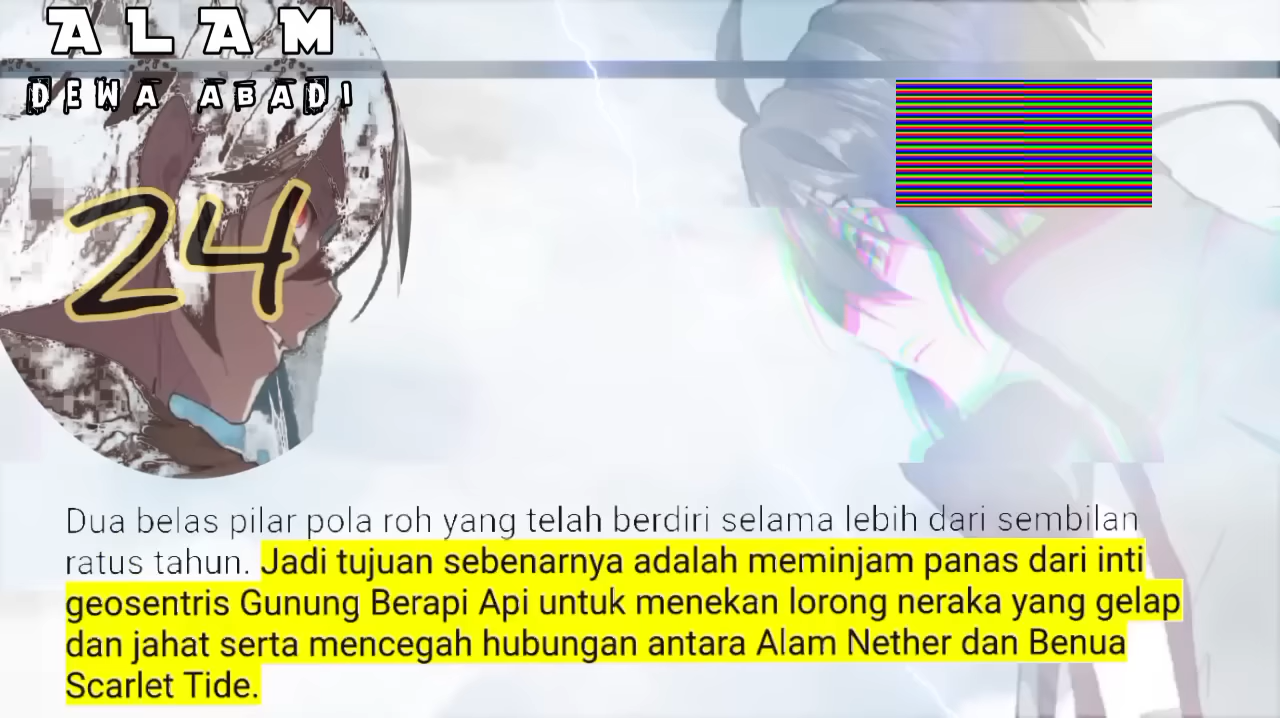 ALAM
DEWA ABADI
24
Dua belas pilar pola roh yang telah berdiri selama lebih dari sembilan
ratus tahun. Jadi tujuan sebenarnya adalah meminjam panas dari inti
geosentris Gunung Berapi Api untuk menekan lorong neraka yang gelap
dan jahat serta mencegah hubungan antara Alam Nether dan Benua
Scarlet Tide.